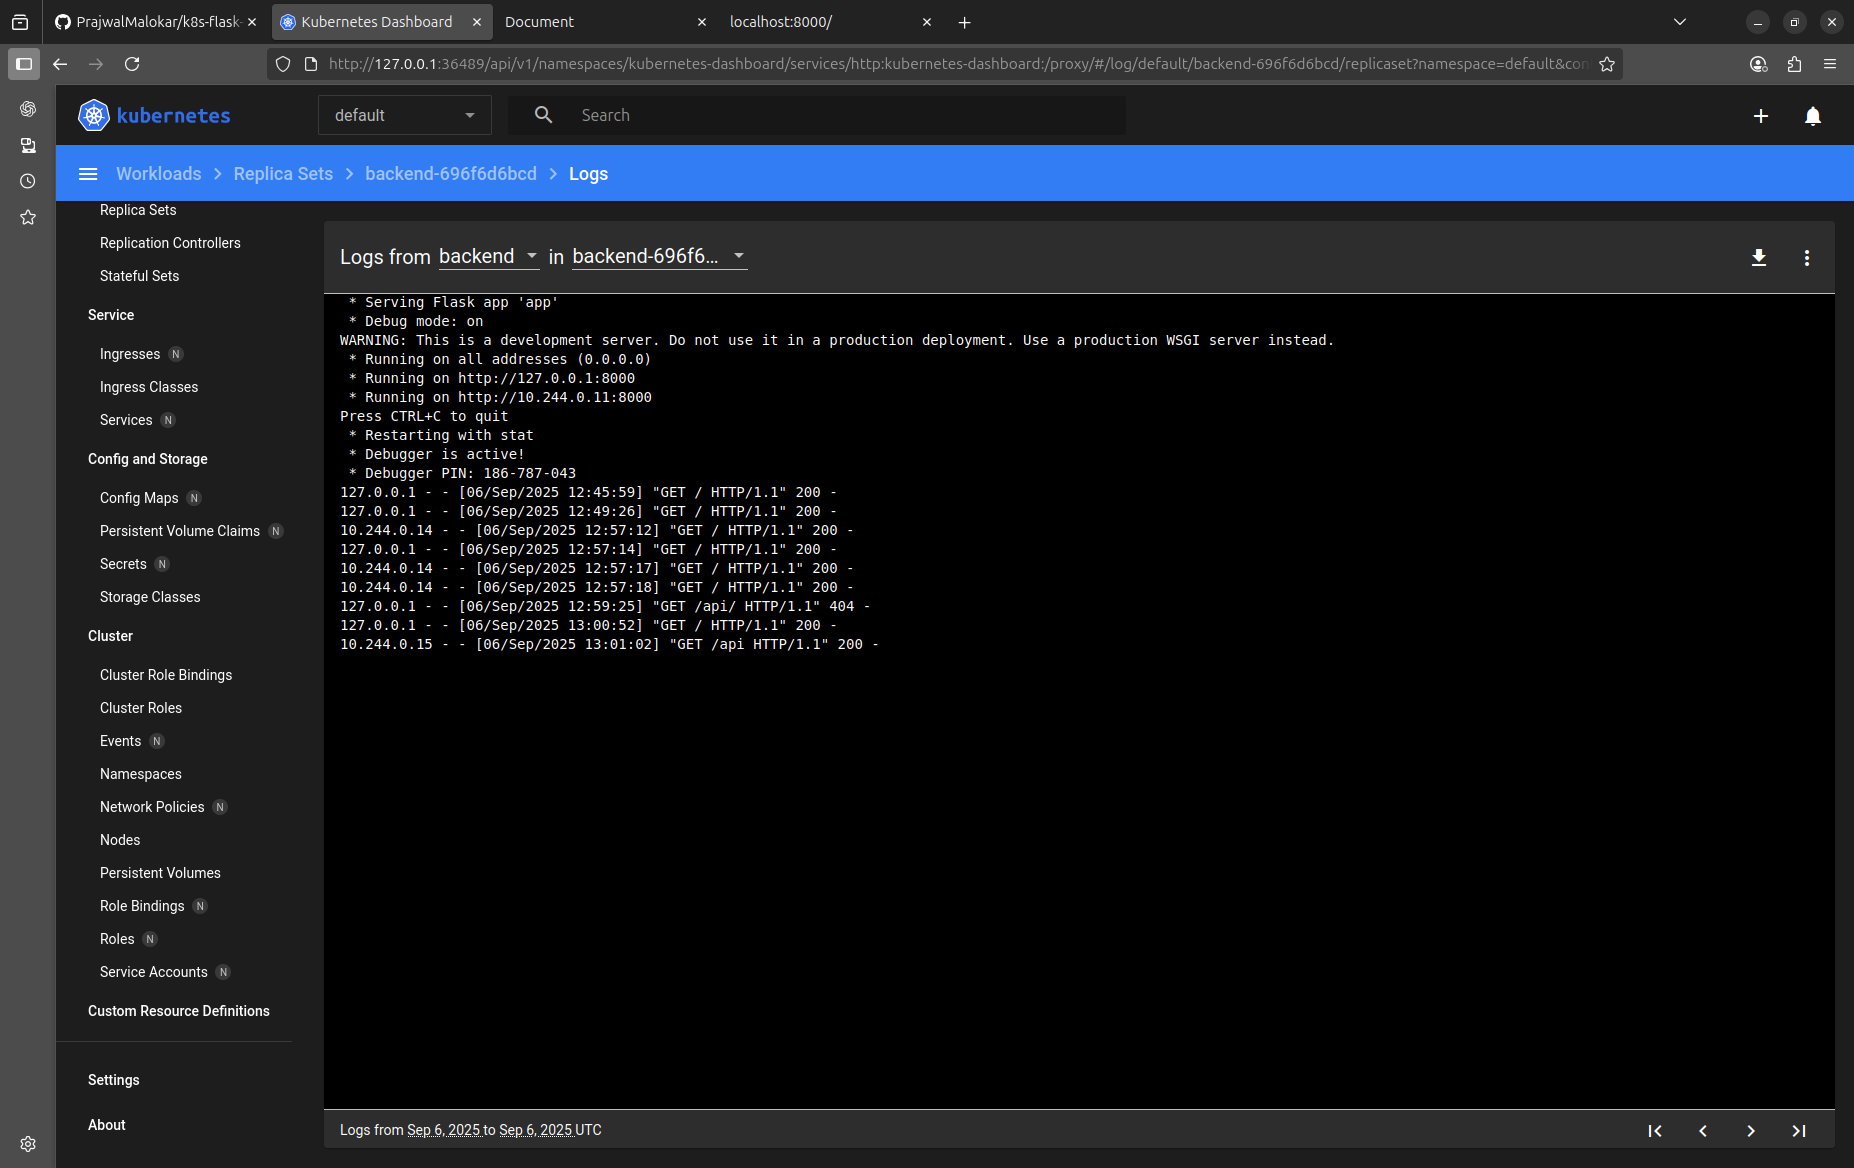 PrajwalMalokar/k8s-flask-
Kubernetes Dashboard
Document
localhost:8000/
http://127.0.0.1:36489/api/v1/namespaces/kubernetes-dashboard/services/http:kubernetes-dashboard:/proxy/#/log/default/backend-696f6d6bcd/replicaset?namespace=default&con
kubernetes
default
Search
Workloads > Replica Sets > backend-696f6d6bcd > Logs
Replica Sets
Replication Controllers
Stateful Sets
Service
Ingresses N
Ingress Classes
Services N
Config and Storage
Config Maps N
Persistent Volume Claims N
Secrets N
Storage Classes
Cluster
Cluster Role Bindings
Cluster Roles
Events N
Namespaces
Network Policies N
Nodes
Persistent Volumes
Role Bindings N
Roles N
Service Accounts N
Custom Resource Definitions
Settings
About
Logs from backend in backend-696f6...
* Serving Flask app 'app'
* Debug mode: on
WARNING: This is a development server. Do not use it in a production deployment. Use a production WSGI server instead.
* Running on all addresses (0.0.0.0)
* Running on http://127.0.0.1:8000
* Running on http://10.244.0.11:8000
Press CTRL+C to quit
* Restarting with stat
* Debugger is active!
* Debugger PIN: 186-787-043
127.0.0.1 - - [06/Sep/2025 12:45:59] "GET / HTTP/1.1" 200 -
127.0.0.1 - - [06/Sep/2025 12:49:26] "GET / HTTP/1.1" 200 -
10.244.0.14 - - [06/Sep/2025 12:57:12] "GET / HTTP/1.1" 200 -
127.0.0.1 - - [06/Sep/2025 12:57:14] "GET / HTTP/1.1" 200 -
10.244.0.14 - - [06/Sep/2025 12:57:17] "GET / HTTP/1.1" 200 -
10.244.0.14 - - [06/Sep/2025 12:57:18] "GET / HTTP/1.1" 200 -
127.0.0.1 - - [06/Sep/2025 12:59:25] "GET /api/ HTTP/1.1" 404 -
127.0.0.1 - - [06/Sep/2025 13:00:52] "GET / HTTP/1.1" 200 -
10.244.0.15 - - [06/Sep/2025 13:01:02] "GET /api HTTP/1.1" 200 -
Logs from Sep 6, 2025 to Sep 6, 2025 UTC